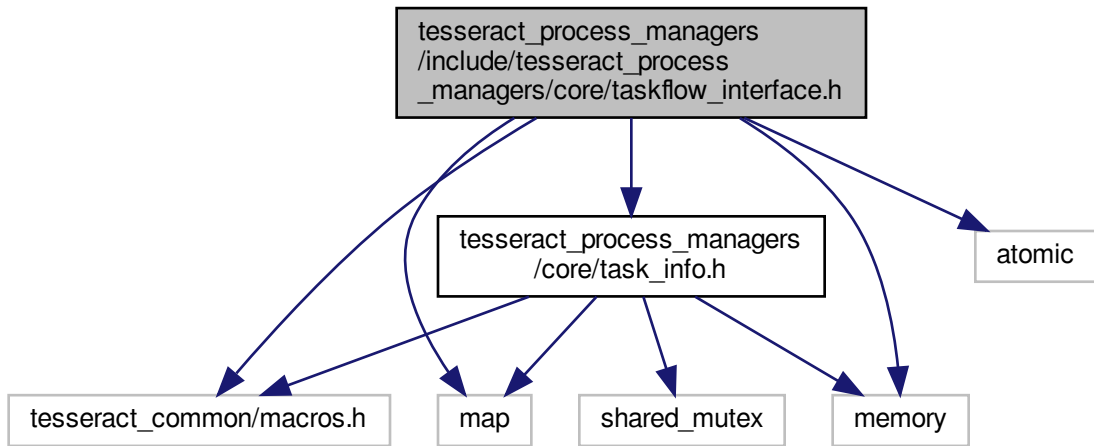 tesseract_process_managers
/include/tesseract_process
_managers/core/taskflow_interface.h
tesseract_process_managers
/core/task_info.h
atomic
tesseract_common/macros.h
map
shared_mutex
memory